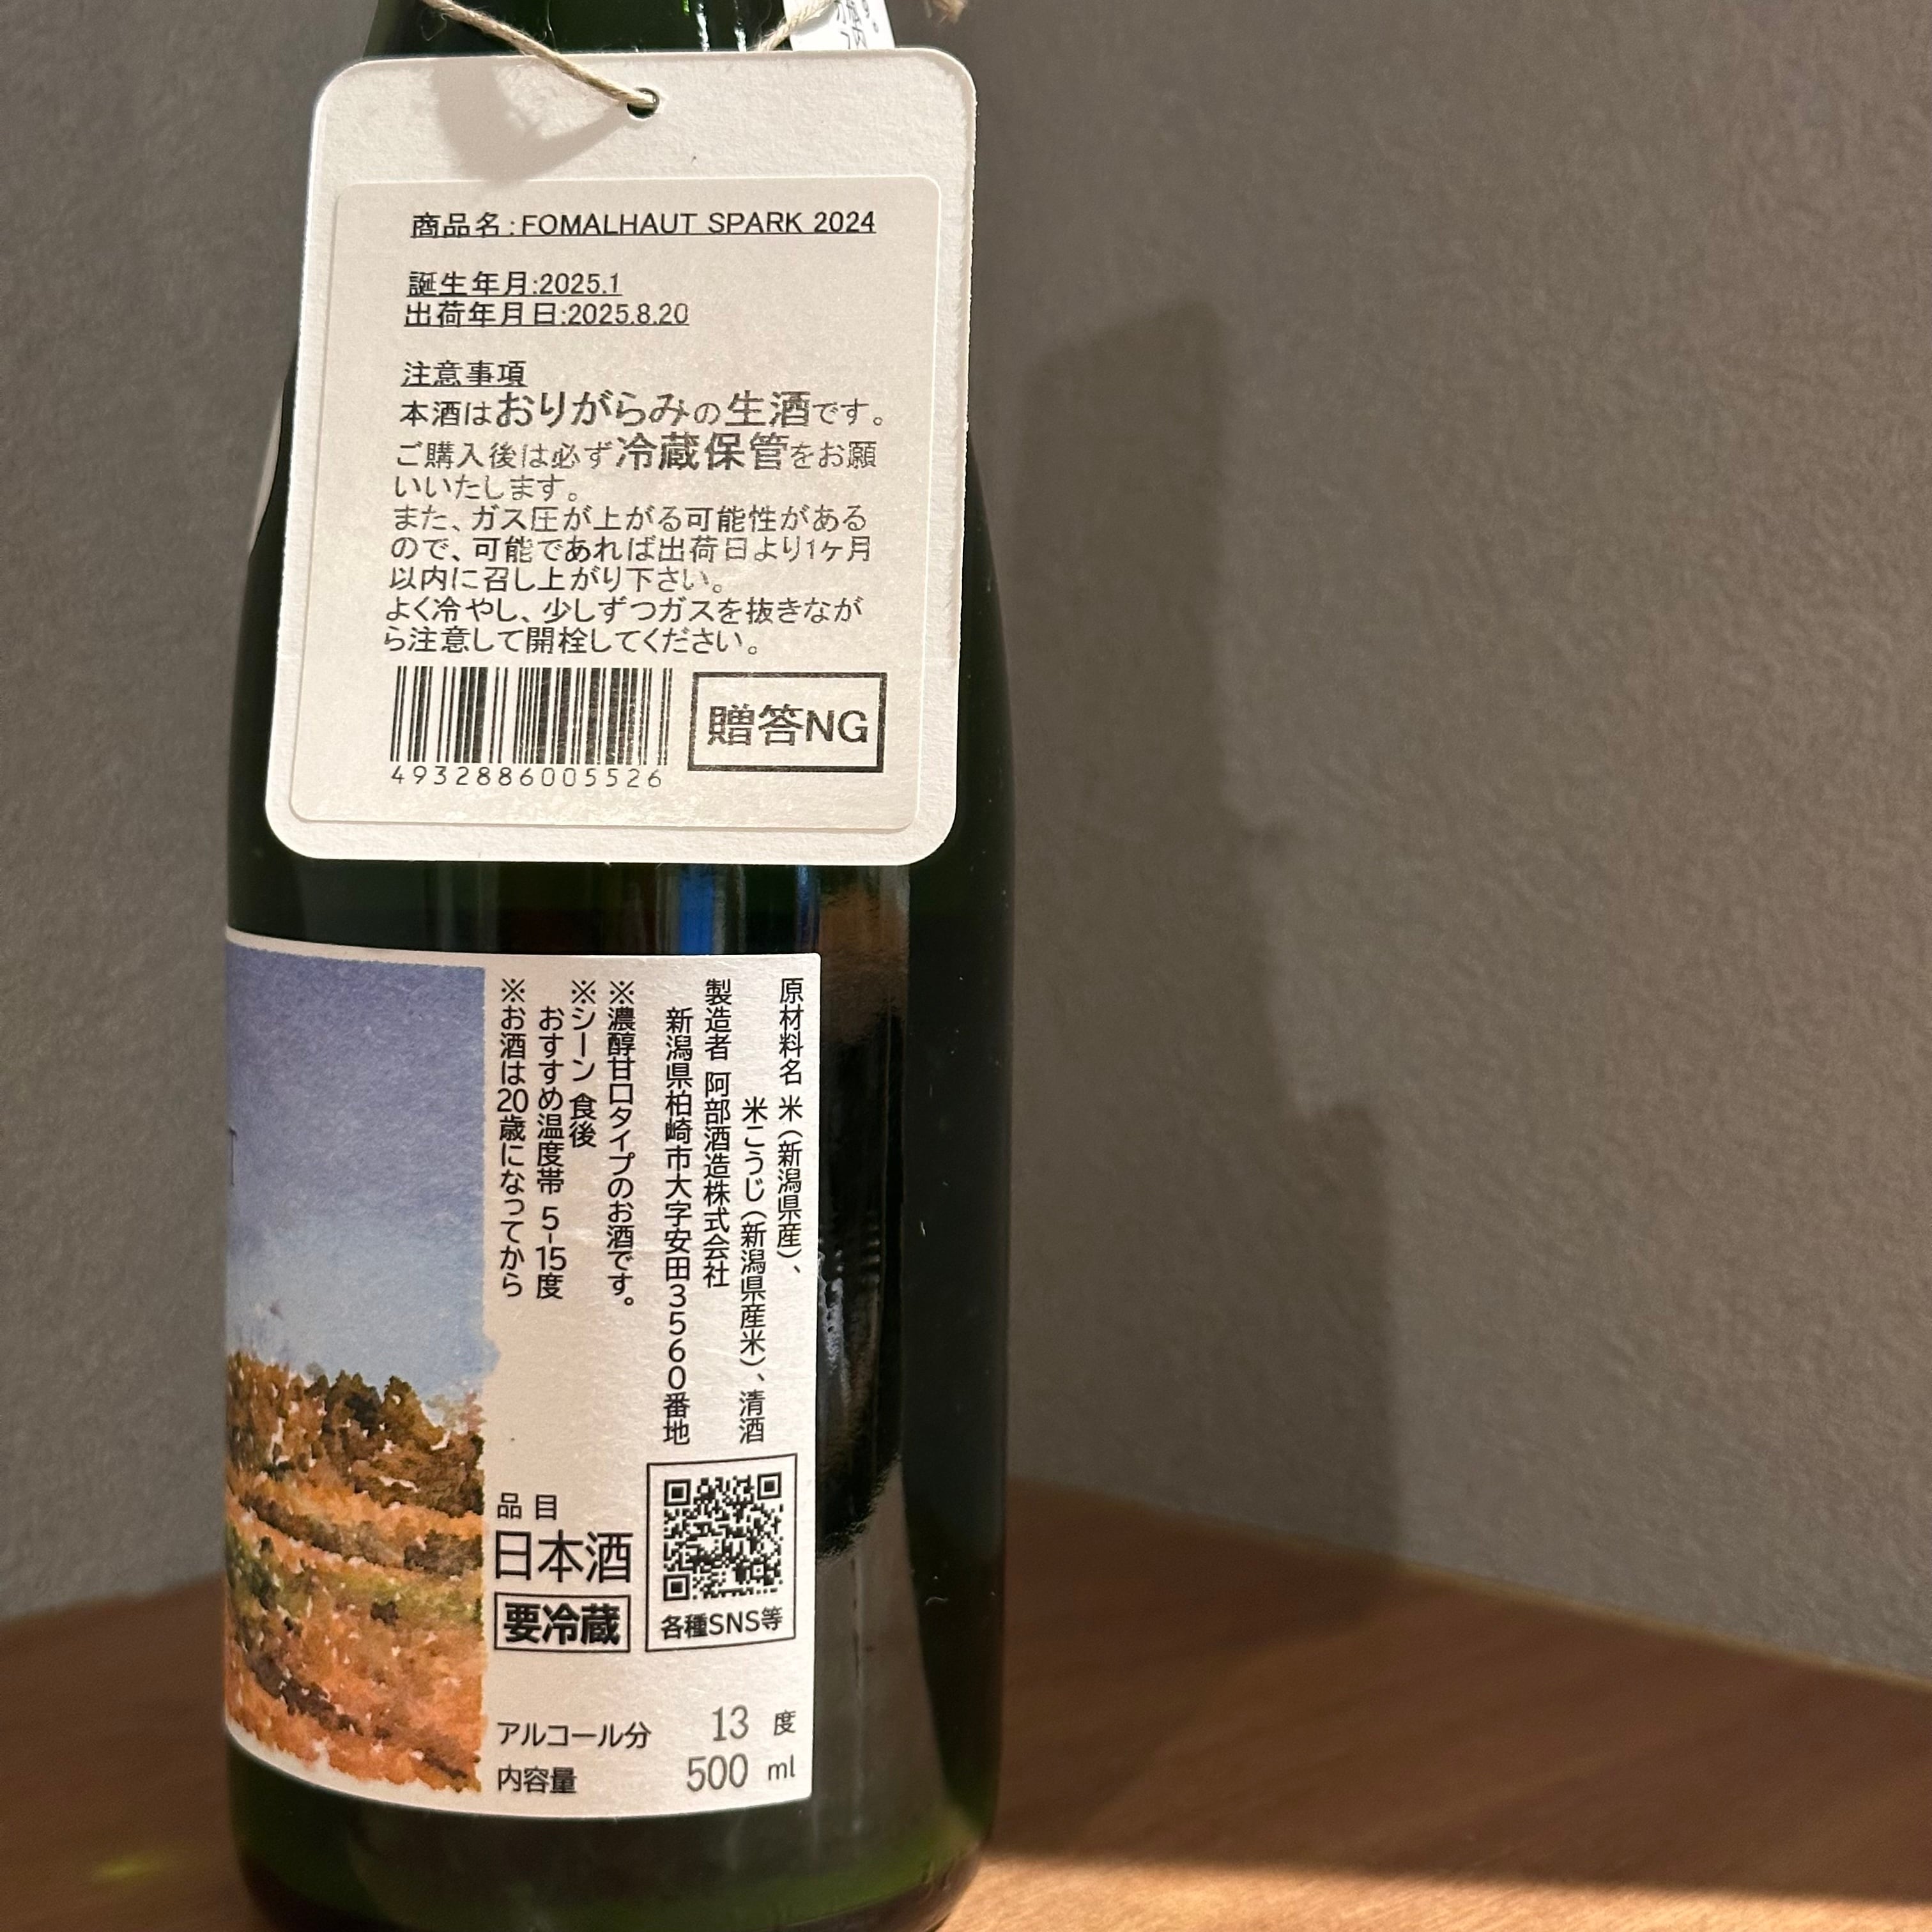 商品名:FOMALHAUT SPARK 2024
誕生年月:2025.1
出荷年月日:2025.8.20
注意事項
本酒はおりがらみの生酒です。
ご購入後は必ず冷蔵保管をお願
いいたします。
また、ガス圧が上がる可能性がある
ので、可能であれば出荷日より1ヶ月
以内に召し上がり下さい。
よく冷やし、少しずつガスを抜きなが
ら注意して開栓してください。
4932886005526
贈答NG
原材料名 米(新潟県産)、
米こうじ(新潟県産米)、清酒
製造者 阿部酒造株式会社
新潟県柏崎市大字安田3560番地
※濃醇甘口タイプのお酒です。
※シーン 食後
おすすめ温度帯 5-15度
※お酒は20歳になってから
品目
日本酒
要冷蔵
各種SNS等
アルコール分 13 度
内容量 500 ml